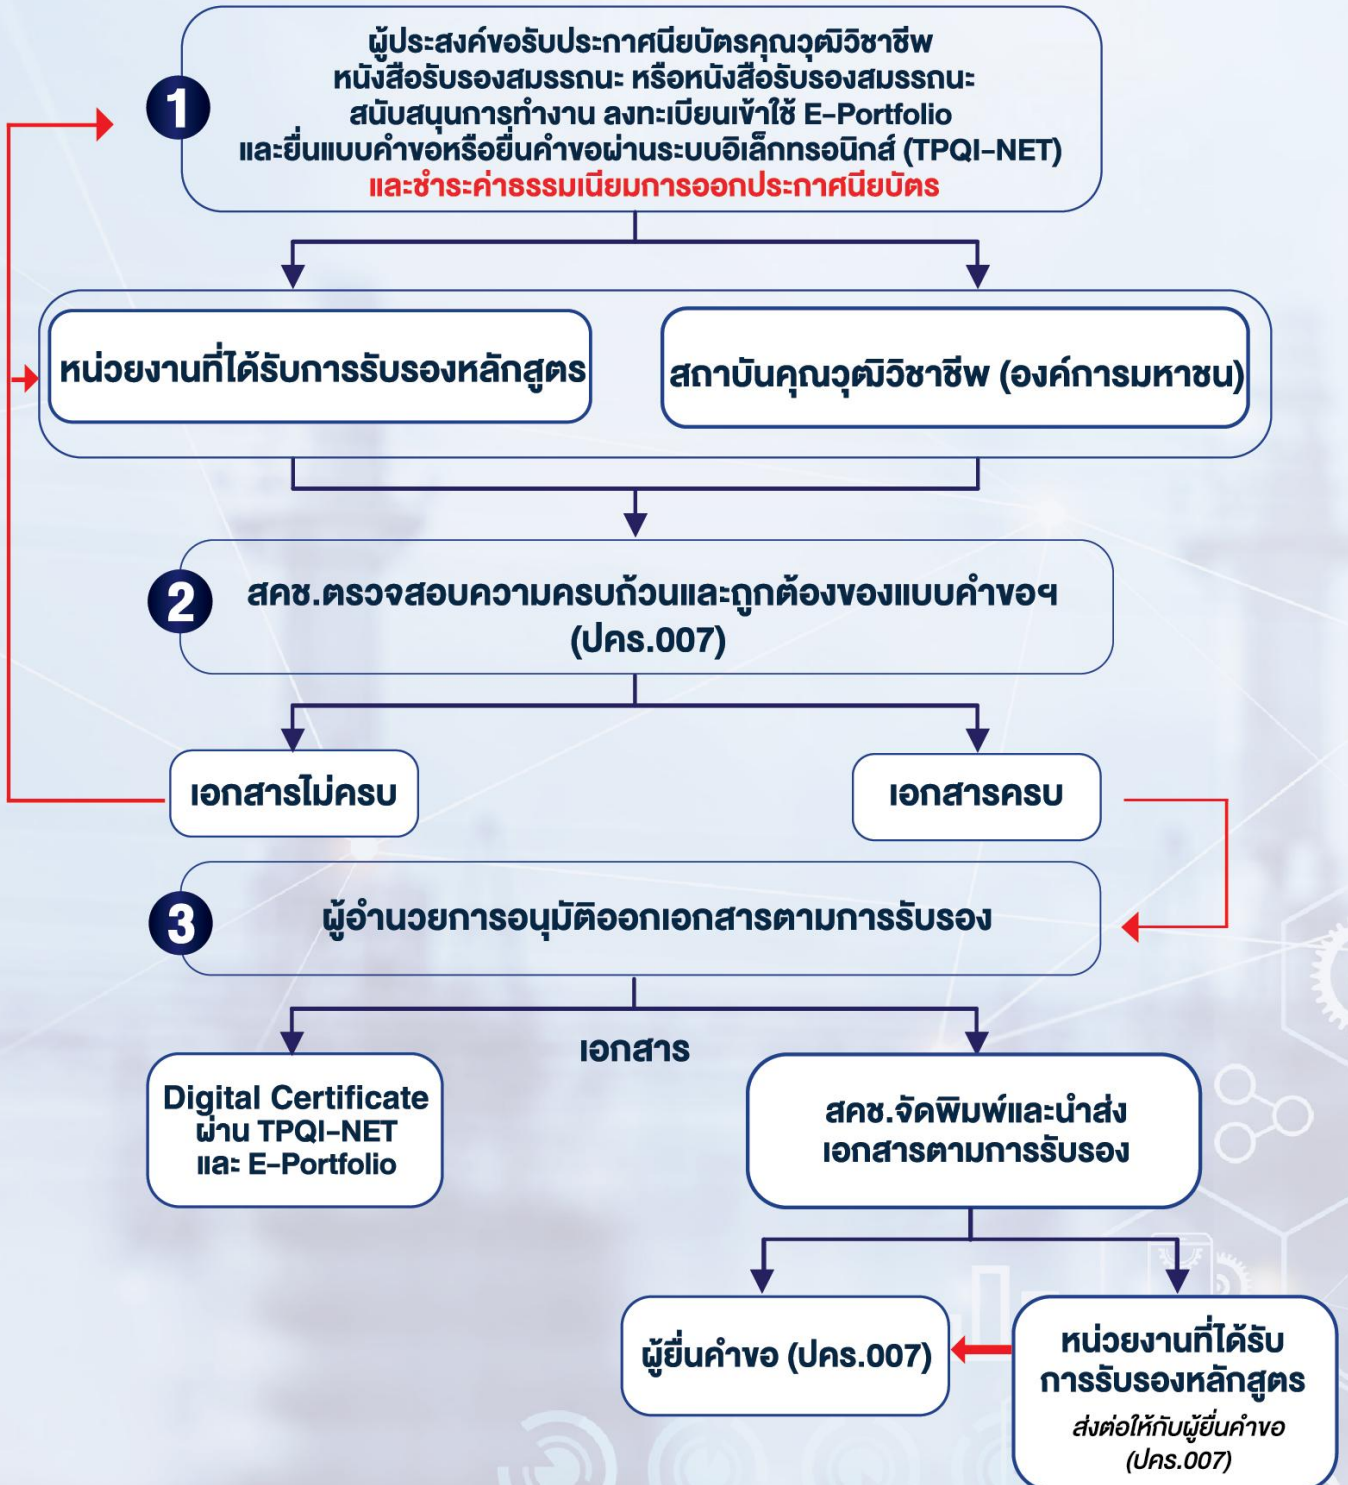 1
ผู้ประสงค์ขอรับประกาศนียบัตรคุณวุฒิวิชาชีพ
หนังสือรับรองสมรรถนะ หรือหนังสือรับรองสมรรถนะ
สนับสนุนการทำงาน ลงทะเบียนเข้าใช้ E-Portfolio
และยื่นแบบคำขอหรือยื่นคำขอผ่านระบบอิเล็กทรอนิกส์ (TPQI-NET)
และชำระค่าธรรมเนียมการออกประกาศนียบัตร
หน่วยงานที่ได้รับการรับรองหลักสูตร
สถาบันคุณวุฒิวิชาชีพ (องค์การมหาชน)
2
สคช.ตรวจสอบความครบถ้วนและถูกต้องของแบบคำขอฯ
(ปคร.007)
เอกสารไม่ครบ
เอกสารครบ
3
ผู้อำนวยการอนุมัติออกเอกสารตามการรับรอง
เอกสาร
Digital Certificate
ผ่าน TPQI-NET
และ E-Portfolio
สคช.จัดพิมพ์และนำส่ง
เอกสารตามการรับรอง
ผู้ยื่นคำขอ (ปคร.007)
หน่วยงานที่ได้รับ
การรับรองหลักสูตร
ส่งต่อให้กับผู้ยื่นคำขอ
(ปคร.007)